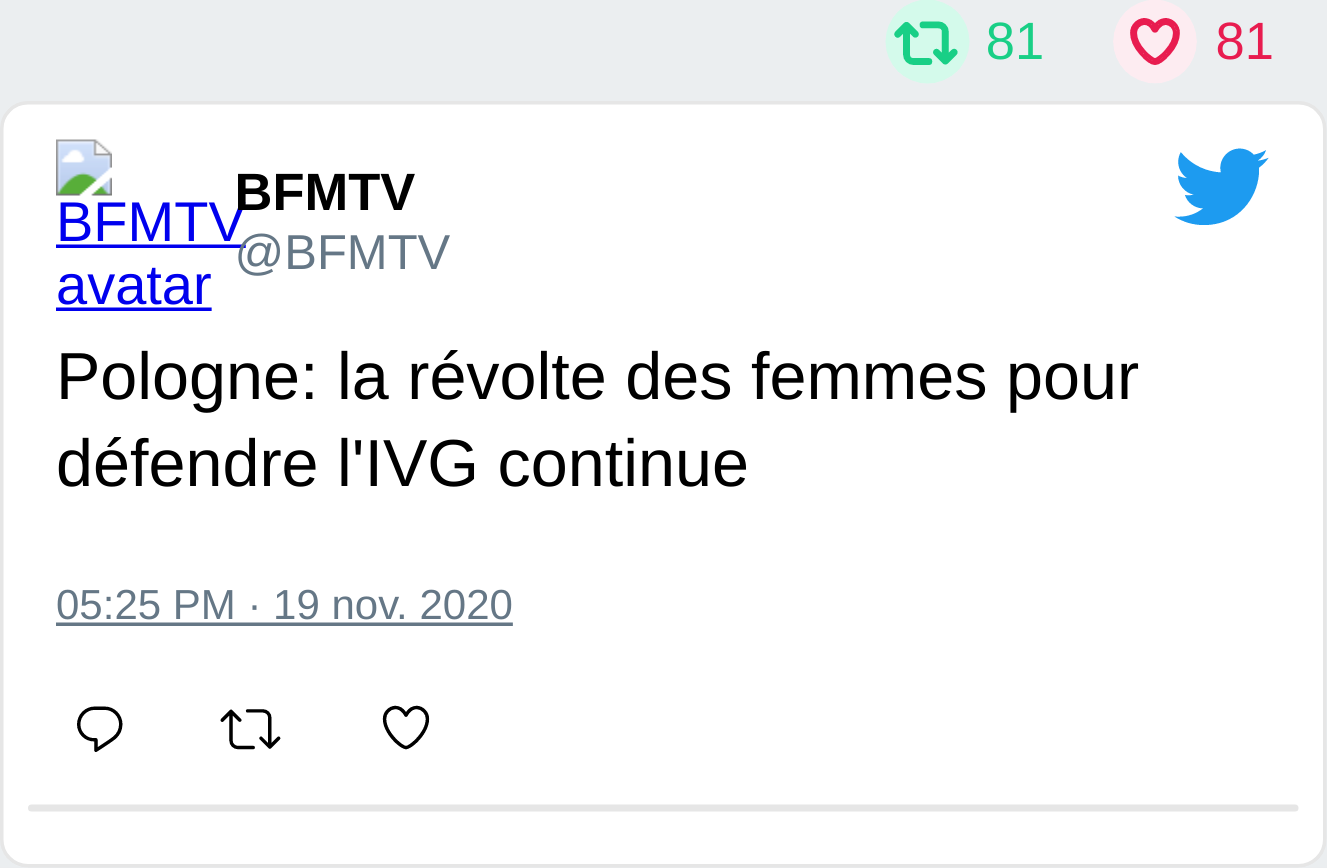 81 81
BFMTV avatar
BFMTV
@BFMTV
Pologne: la révolte des femmes pour
défendre l'IVG continue
05:25 PM · 19 nov. 2020